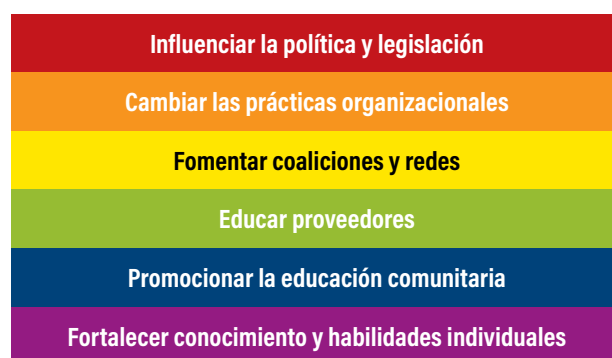 Influenciar la política y legislación
Cambiar las prácticas organizacionales
Fomentar coaliciones y redes
Educar proveedores
Promocionar la educación comunitaria
Fortalecer conocimiento y habilidades individuales